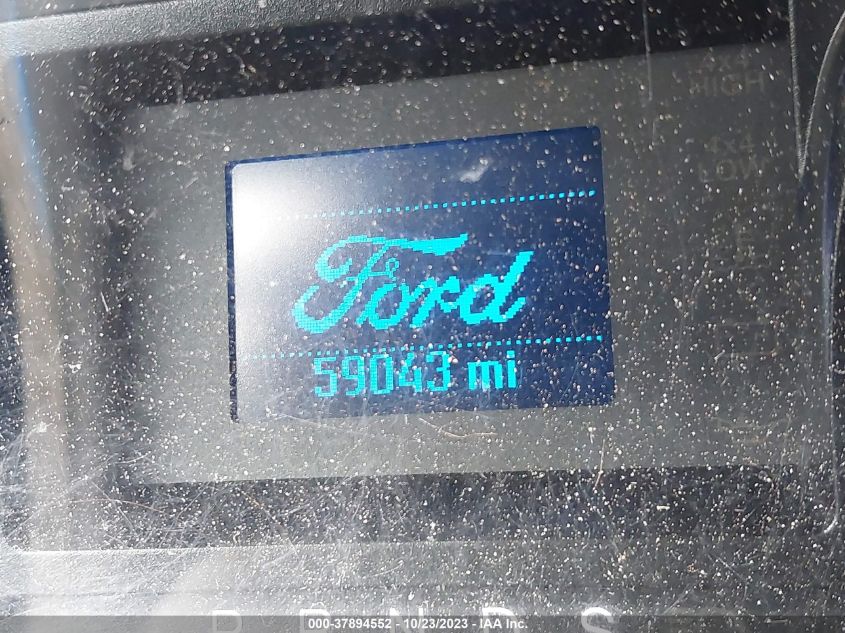 4x4
HIGH
4x4
LOW
Ford
59043 mi
P R N D S
000-37894552 - 10/23/2023 - IAA Inc.